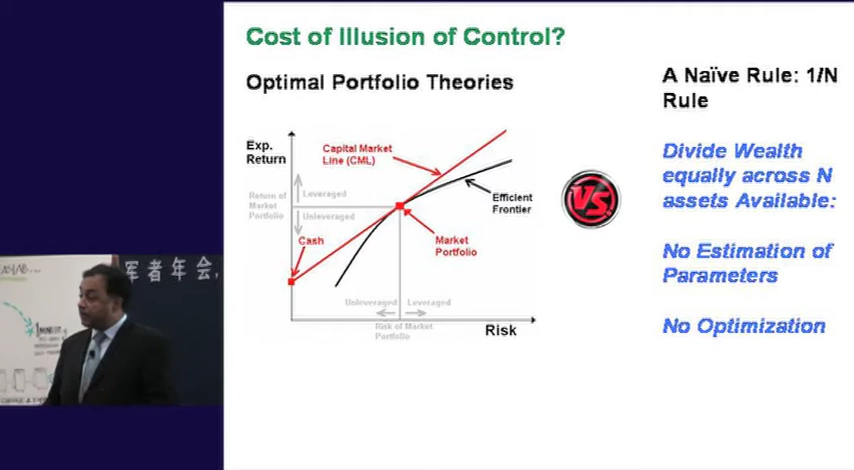 Cost of Illusion of Control?
Optimal Portfolio Theories
A Naïve Rule: 1/N
Rule
Exp.
Return
Capital Market
Line (CML)
Return of
Market
Portfolio
Leveraged
Unleveraged
Cash
Efficient
Frontier
Market
Portfolio
Unleveraged
Leveraged
Risk of Market
Portfolio
Risk
VS.
Divide Wealth
equally across N
assets Available:
No Estimation of
Parameters
No Optimization
者年会,